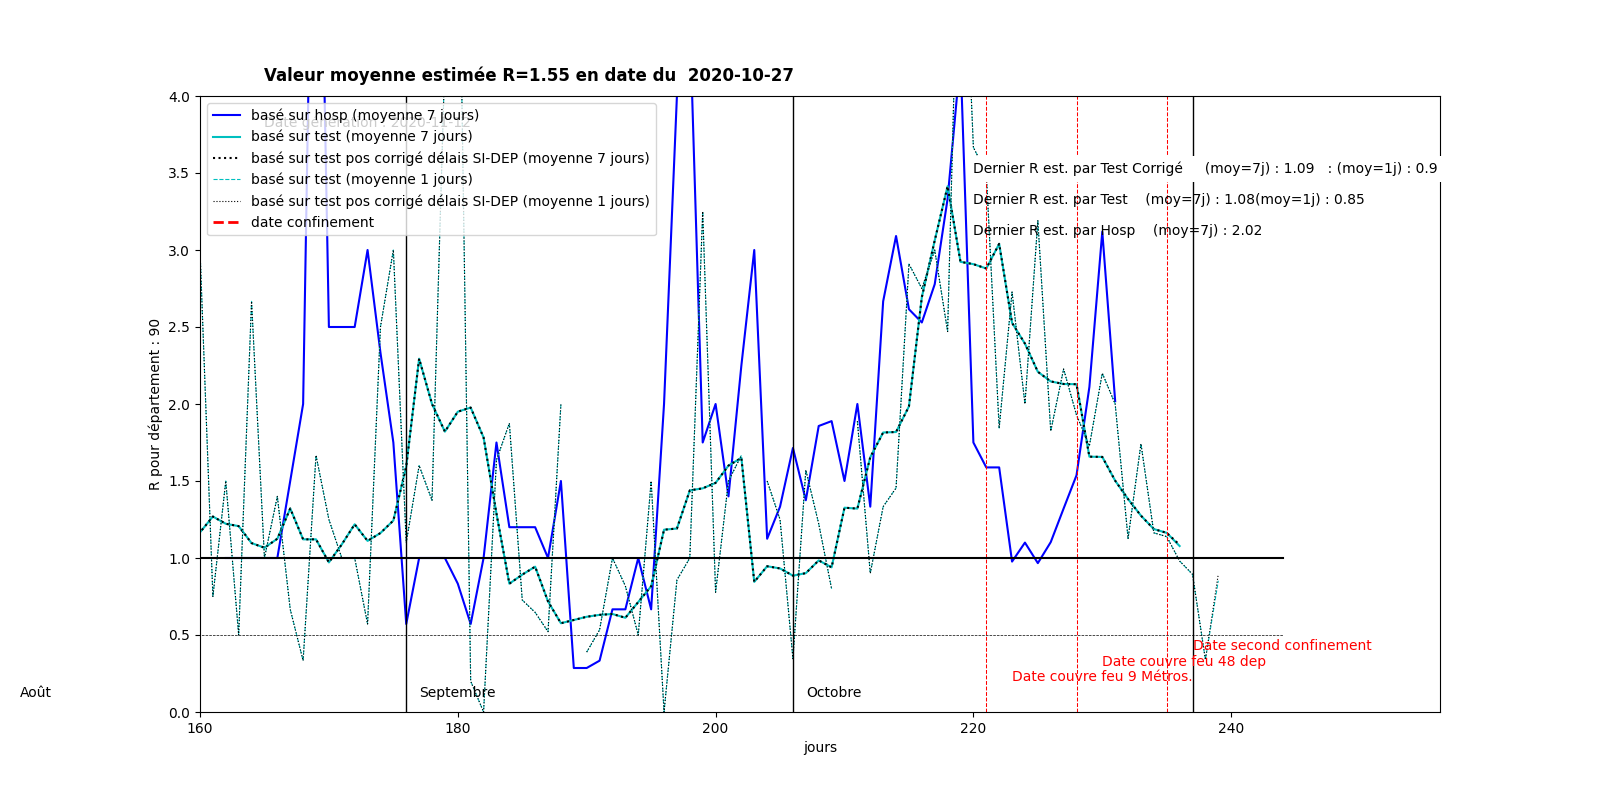 Valeur moyenne estimée R=1.55 en date du  2020-10-27
Date génération : 2020-11-12
basé sur hosp (moyenne 7 jours)
basé sur test (moyenne 7 jours)
basé sur test pos corrigé délais SI-DEP (moyenne 7 jours)
basé sur test (moyenne 1 jours)
basé sur test pos corrigé délais SI-DEP (moyenne 1 jours)
date confinement
Dernier R est. par Test Corrigé     (moy=7j) : 1.09   : (moy=1j) : 0.9
Dernier R est. par Test    (moy=7j) : 1.08(moy=1j) : 0.85
Dernier R est. par Hosp    (moy=7j) : 2.02
4.0
3.5
3.0
2.5
2.0
1.5
1.0
0.5
0.0
R pour département : 90
Date second confinement
Date couvre feu 48 dep
Date couvre feu 9 Métros.
Août
Septembre
Octobre
160
180
200
220
240
jours